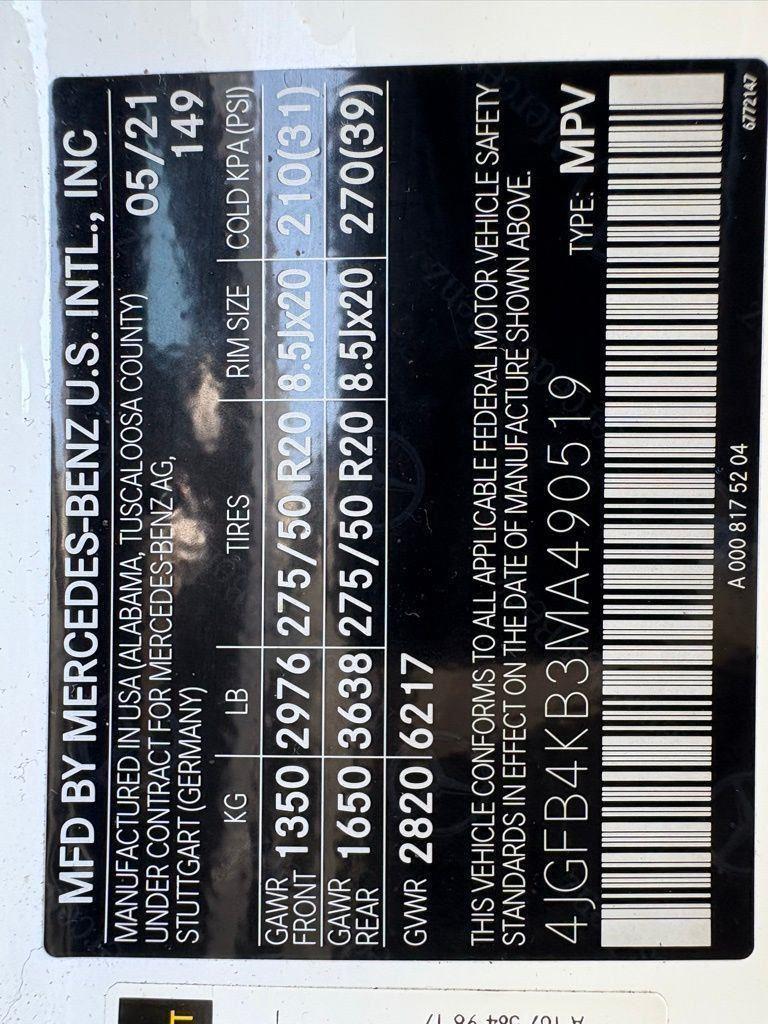 MFD BY MERCEDES-BENZ U.S. INTL., INC
MANUFACTURED IN USA (ALABAMA, TUSCALOOSA COUNTY) 05/21
UNDER CONTRACT FOR MERCEDES-BENZ AG, 149
STUTTGART (GERMANY)
KG LB TIRES RIM SIZE COLD KPA (PSI)
GAWR FRONT 1350 2976 275/50 R20 8.5Jx20 210(31)
GAWR REAR 1650 3638 275/50 R20 8.5Jx20 270(39)
GVWR 2820 6217
THIS VEHICLE CONFORMS TO ALL APPLICABLE FEDERAL MOTOR VEHICLE SAFETY
STANDARDS IN EFFECT ON THE DATE OF MANUFACTURE SHOWN ABOVE.
4JGFB4KB3MA490519 TYPE: MPV
A 000 817 52 04
6772147